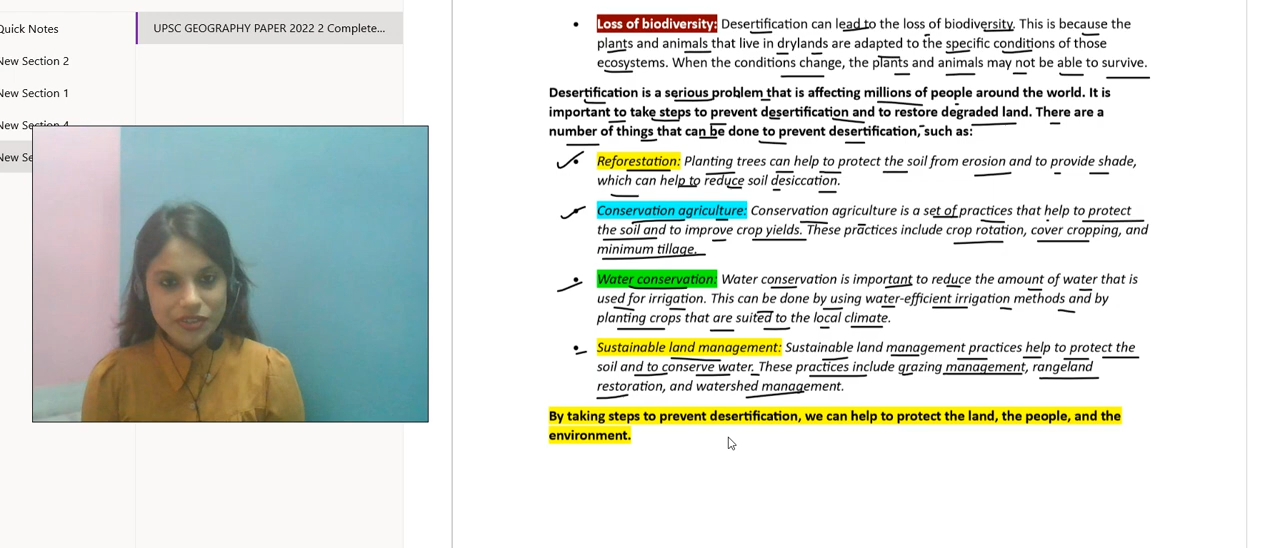 Quick Notes
New Section 2
New Section 1
New Section 4
New Se
UPSC GEOGRAPHY PAPER 2022 2 Complete...
• Loss of biodiversity: Desertification can lead to the loss of biodiversity. This is because the
plants and animals that live in drylands are adapted to the specific conditions of those
ecosystems. When the conditions change, the plants and animals may not be able to survive.
Desertification is a serious problem that is affecting millions of people around the world. It is
important to take steps to prevent desertification and to restore degraded land. There are a
number of things that can be done to prevent desertification, such as:
• Reforestation: Planting trees can help to protect the soil from erosion and to provide shade,
which can help to reduce soil desiccation.
• Conservation agriculture: Conservation agriculture is a set of practices that help to protect
the soil and to improve crop yields. These practices include crop rotation, cover cropping, and
minimum tillage.
• Water conservation: Water conservation is important to reduce the amount of water that is
used for irrigation. This can be done by using water-efficient irrigation methods and by
planting crops that are suited to the local climate.
• Sustainable land management: Sustainable land management practices help to protect the
soil and to conserve water. These practices include grazing management, rangeland
restoration, and watershed management.
By taking steps to prevent desertification, we can help to protect the land, the people, and the
environment.